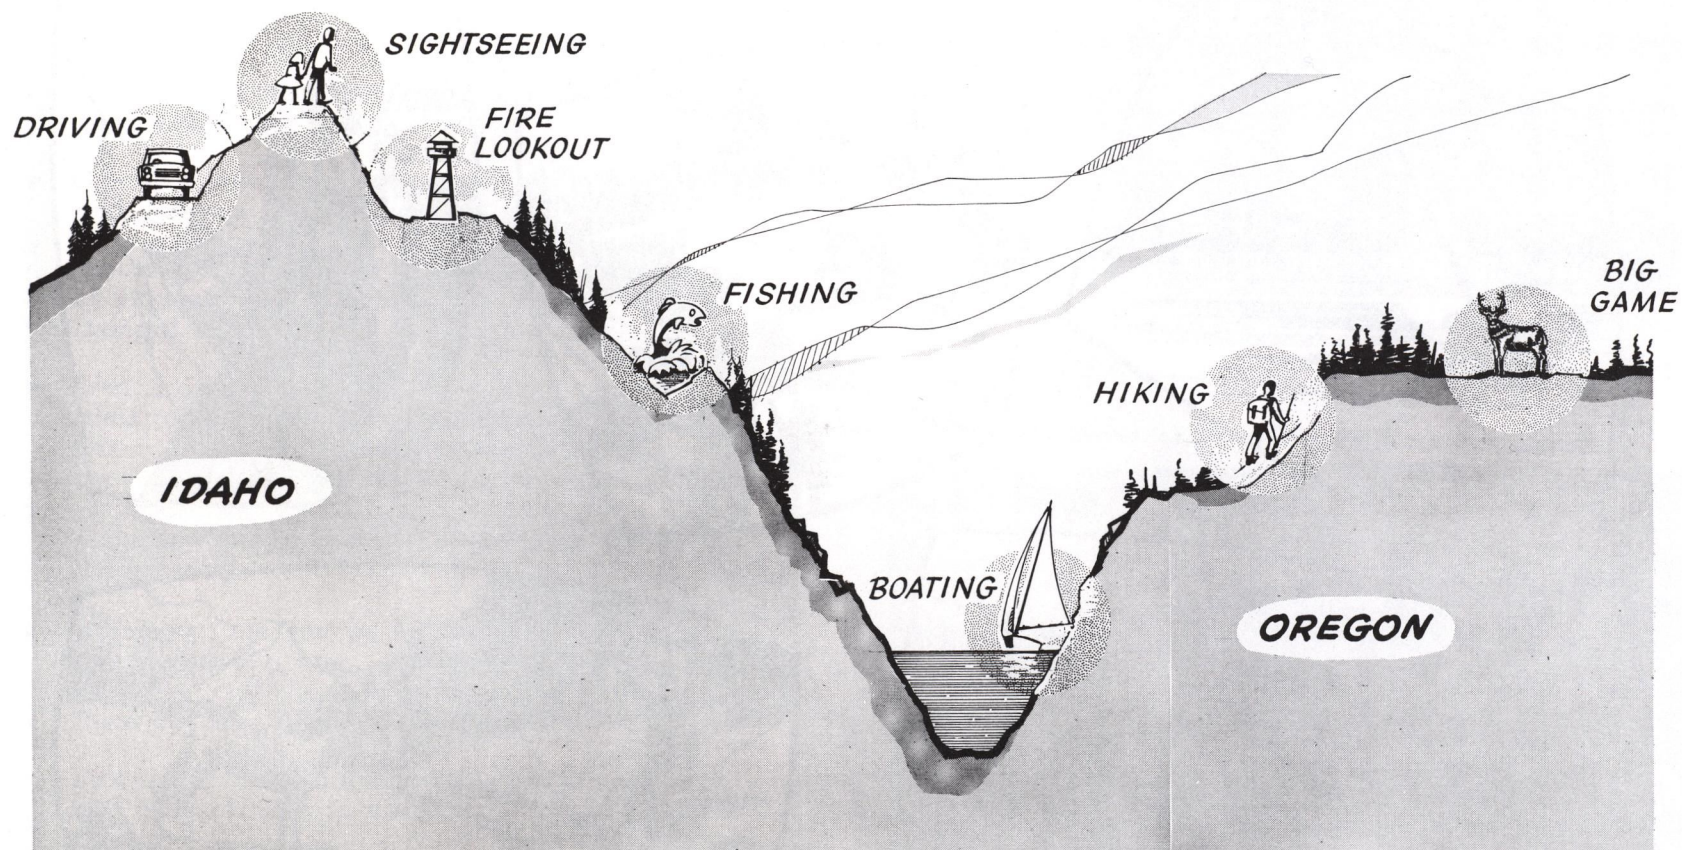 SIGHTSEEING
DRIVING
FIRE
LOOKOUT
FISHING
BIG
GAME
HIKING
IDAHO
BOATING
OREGON